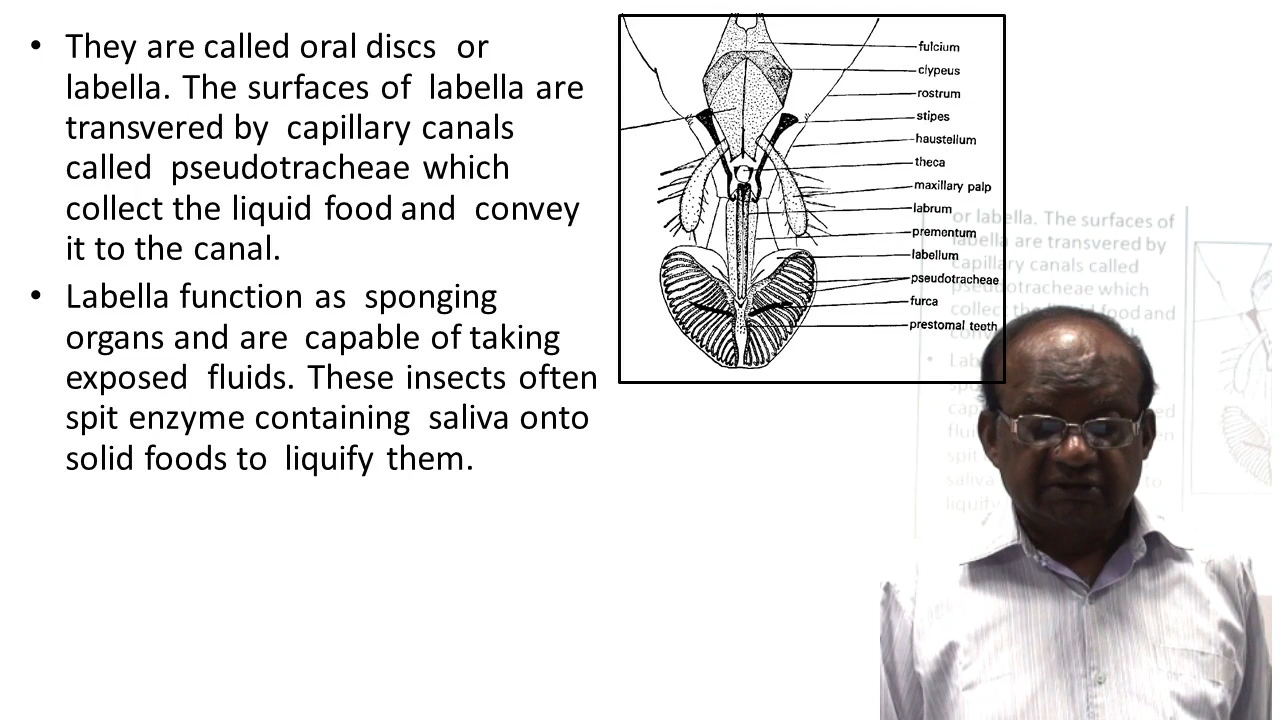 • They are called oral discs or
labella. The surfaces of labella are
transvered by capillary canals
called pseudotracheae which
collect the liquid food and convey
it to the canal.
• Labella function as sponging
organs and are capable of taking
exposed fluids. These insects often
spit enzyme containing saliva onto
solid foods to liquify them.
fulcium
clypeus
rostrum
stipes
haustellum
theca
maxillary palp
labrum
prementum
labellum
pseudotracheae
furca
prestomal teeth
or labella. The surfaces of
labella are transvered by
capillary canals called
pseudotracheae which
food and